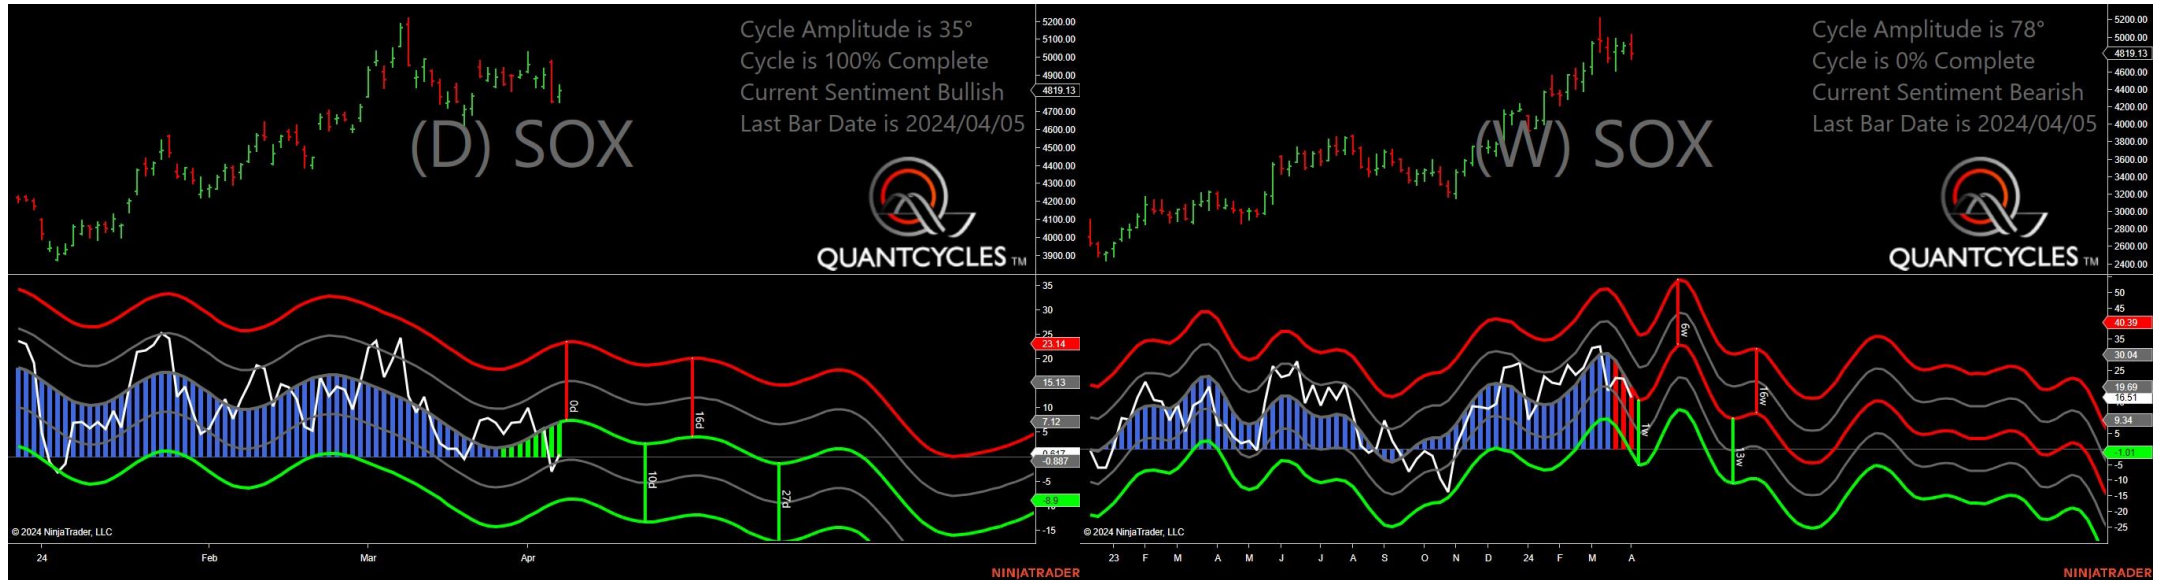 Cycle Amplitude is 35°
Cycle is 100% Complete
Current Sentiment Bullish
Last Bar Date is 2024/04/05
(D) SOX
QUANTCYCLES TM
5200.00
5100.00
5000.00
4900.00
4819.13
4700.00
4600.00
4500.00
4400.00
4300.00
4200.00
4100.00
4000.00
3900.00
35
30
25
23.14
20
15.13
10
7.12
5
0.617
-0.887
-5
-8.9
-15
0d
10d
16d
27d
© 2024 NinjaTrader, LLC
24
Feb
Mar
Apr
NINJATRADER
Cycle Amplitude is 78°
Cycle is 0% Complete
Current Sentiment Bearish
Last Bar Date is 2024/04/05
(W) SOX
QUANTCYCLES TM
5200.00
5000.00
4819.13
4600.00
4400.00
4200.00
4000.00
3800.00
3600.00
3400.00
3200.00
3000.00
2800.00
2600.00
2400.00
50
45
40.39
35
30.04
25
19.69
16.51
9.34
5
-1.01
-5
-10
-15
-20
-25
1w
6w
13w
16w
© 2024 NinjaTrader, LLC
23
F
M
A
M
J
J
A
S
O
N
D
24
F
M
A
NINJATRADER